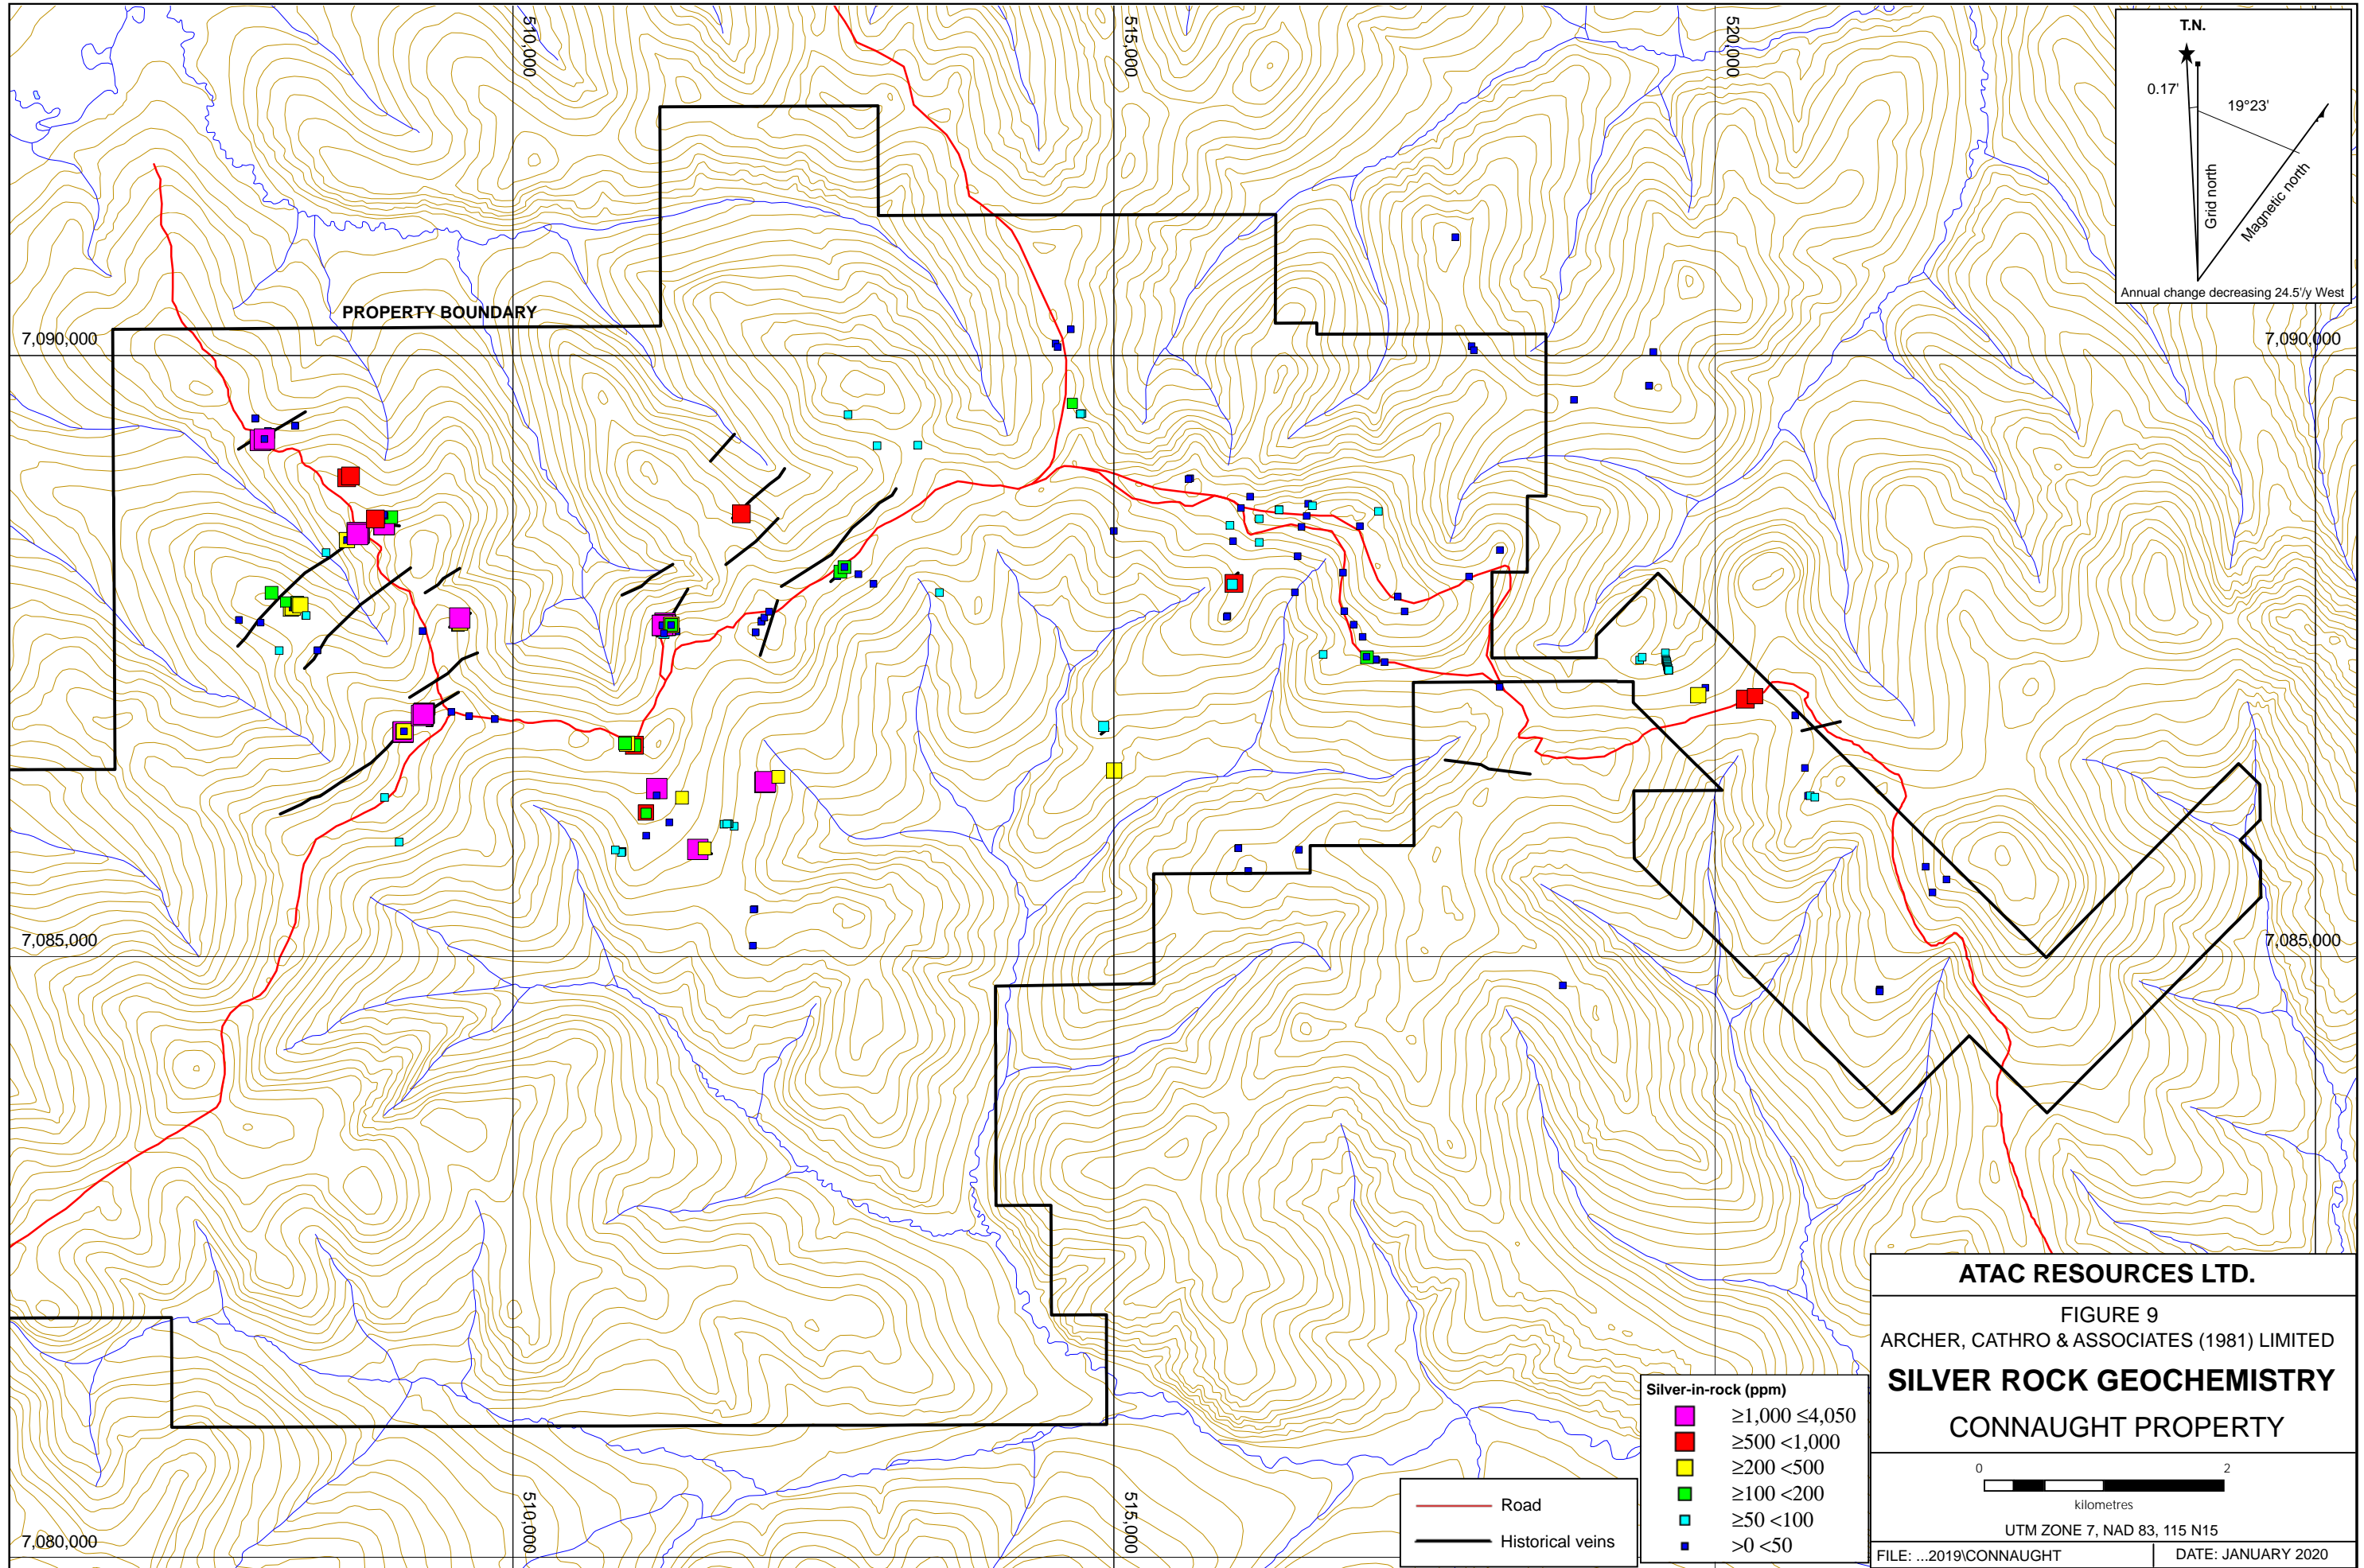 510,000
515,000
520,000
T.N.
0.17'
19°23'
Grid north
Magnetic north
Annual change decreasing 24.5'/y West
PROPERTY BOUNDARY
7,090,000
7,090,000
7,085,000
7,085,000
7,080,000
510,000
515,000
Road
Historical veins
Silver-in-rock (ppm)
≥1,000 ≤4,050
≥500 <1,000
≥200 <500
≥100 <200
≥50 <100
>0 <50
ATAC RESOURCES LTD.
FIGURE 9
ARCHER, CATHRO & ASSOCIATES (1981) LIMITED
SILVER ROCK GEOCHEMISTRY
CONNAUGHT PROPERTY
0 2
kilometres
UTM ZONE 7, NAD 83, 115 N15
FILE: ...2019\CONNAUGHT
DATE: JANUARY 2020